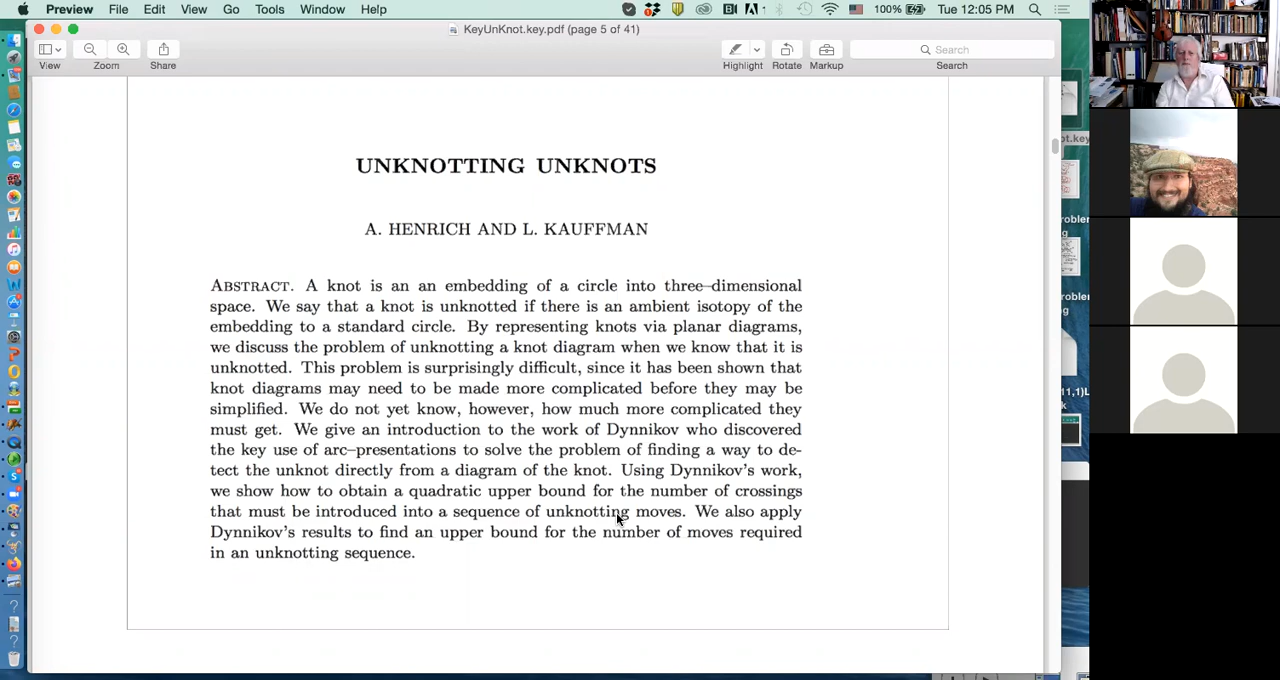 Preview File Edit View Go Tools Window Help
100% Tue 12:05 PM
KeyUnKnot.key.pdf (page 5 of 41)
View Zoom Share Highlight Rotate Markup Search
Search
UNKNOTTING UNKNOTS
A. HENRICH AND L. KAUFFMAN
ABSTRACT. A knot is an an embedding of a circle into three–dimensional
space. We say that a knot is unknotted if there is an ambient isotopy of the
embedding to a standard circle. By representing knots via planar diagrams,
we discuss the problem of unknotting a knot diagram when we know that it is
unknotted. This problem is surprisingly difficult, since it has been shown that
knot diagrams may need to be made more complicated before they may be
simplified. We do not yet know, however, how much more complicated they
must get. We give an introduction to the work of Dynnikov who discovered
the key use of arc–presentations to solve the problem of finding a way to de-
tect the unknot directly from a diagram of the knot. Using Dynnikov's work,
we show how to obtain a quadratic upper bound for the number of crossings
that must be introduced into a sequence of unknotting moves. We also apply
Dynnikov's results to find an upper bound for the number of moves required
in an unknotting sequence.
ot.key
roblen
g
roblen
g
11,1)L
k